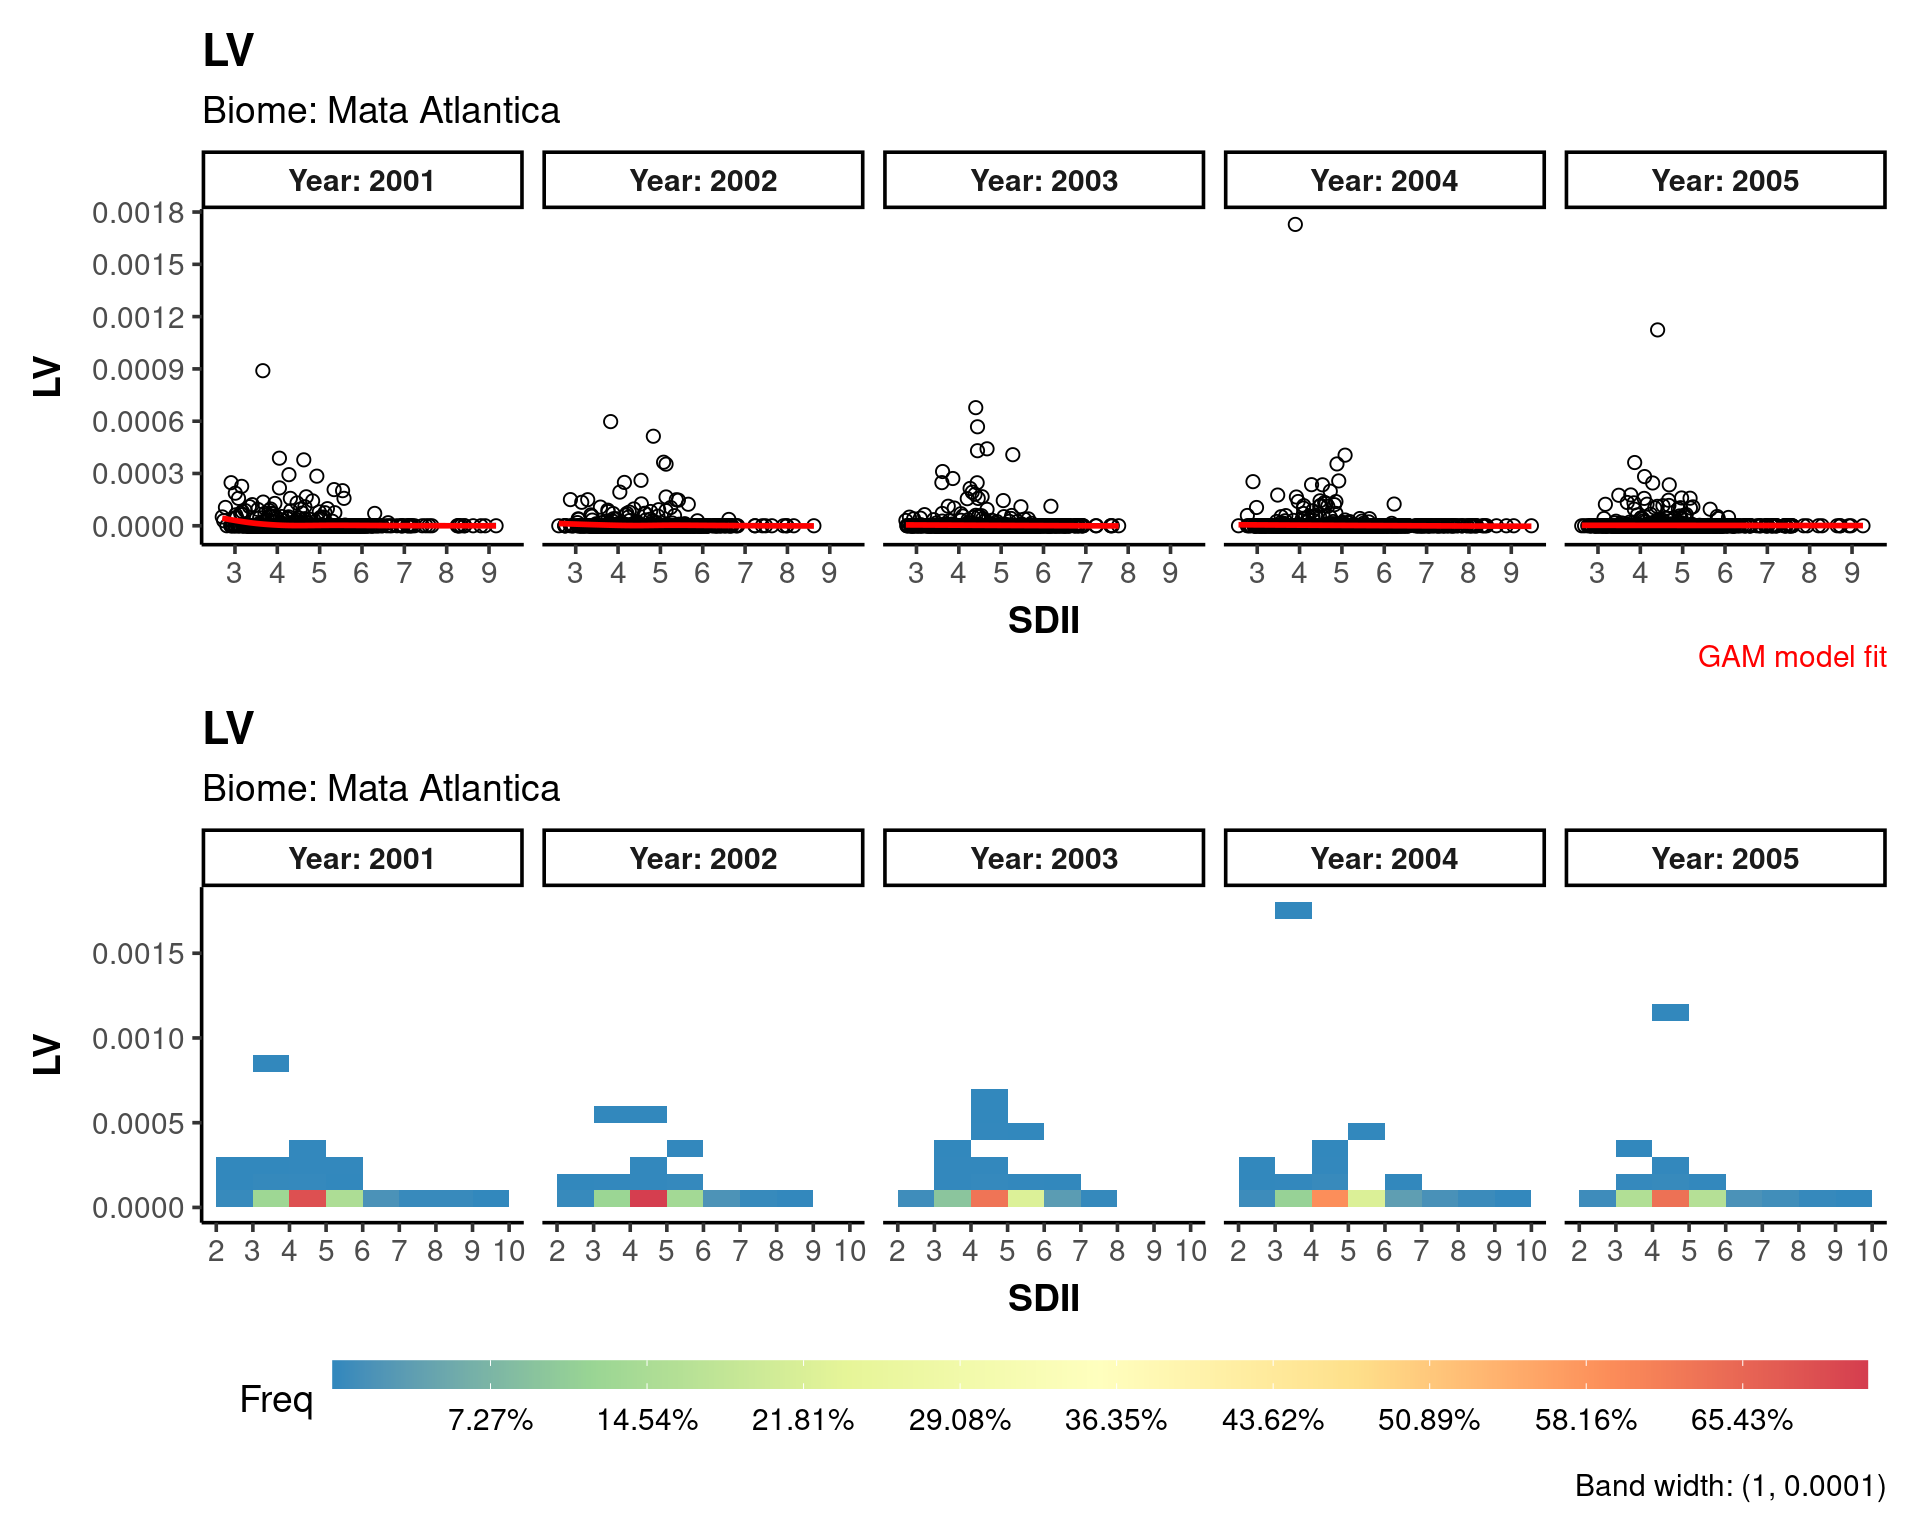 LV
Biome: Mata Atlantica
Year: 2001 Year: 2002 Year: 2003 Year: 2004 Year: 2005
0.0018
0.0015
0.0012
0.0009
0.0006
0.0003
0.0000
LV
3 4 5 6 7 8 9 3 4 5 6 7 8 9 3 4 5 6 7 8 9 3 4 5 6 7 8 9 3 4 5 6 7 8 9
SDII
GAM model fit
LV
Biome: Mata Atlantica
Year: 2001 Year: 2002 Year: 2003 Year: 2004 Year: 2005
0.0015
0.0010
0.0005
0.0000
LV
2 3 4 5 6 7 8 9 10 2 3 4 5 6 7 8 9 10 2 3 4 5 6 7 8 9 10 2 3 4 5 6 7 8 9 10 2 3 4 5 6 7 8 9 10
SDII
Freq
7.27% 14.54% 21.81% 29.08% 36.35% 43.62% 50.89% 58.16% 65.43%
Band width: (1, 0.0001)